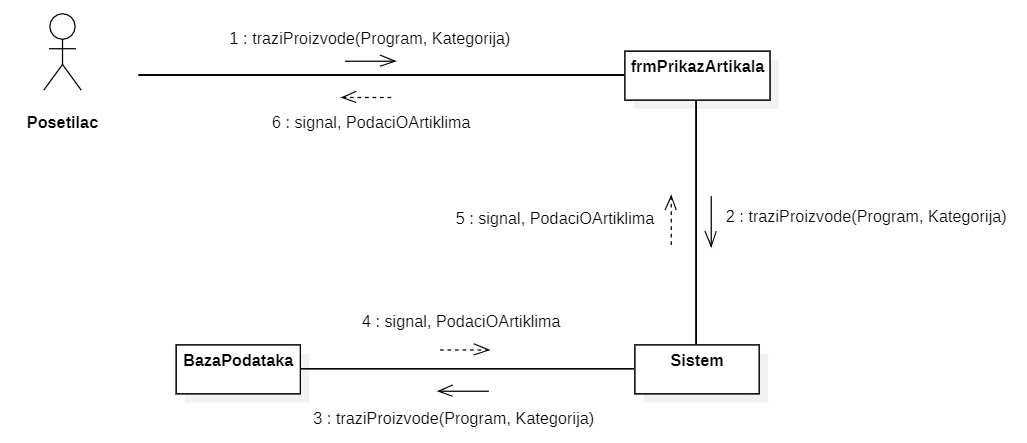 1 : traziProizvode(Program, Kategorija)
frmPrikazArtikala
6 : signal, PodaciOArtiklima
Posetilac
5 : signal, PodaciOArtiklima
2 : traziProizvode(Program, Kategorija)
4 : signal, PodaciOArtiklima
BazaPodataka
Sistem
3 : traziProizvode(Program, Kategorija)